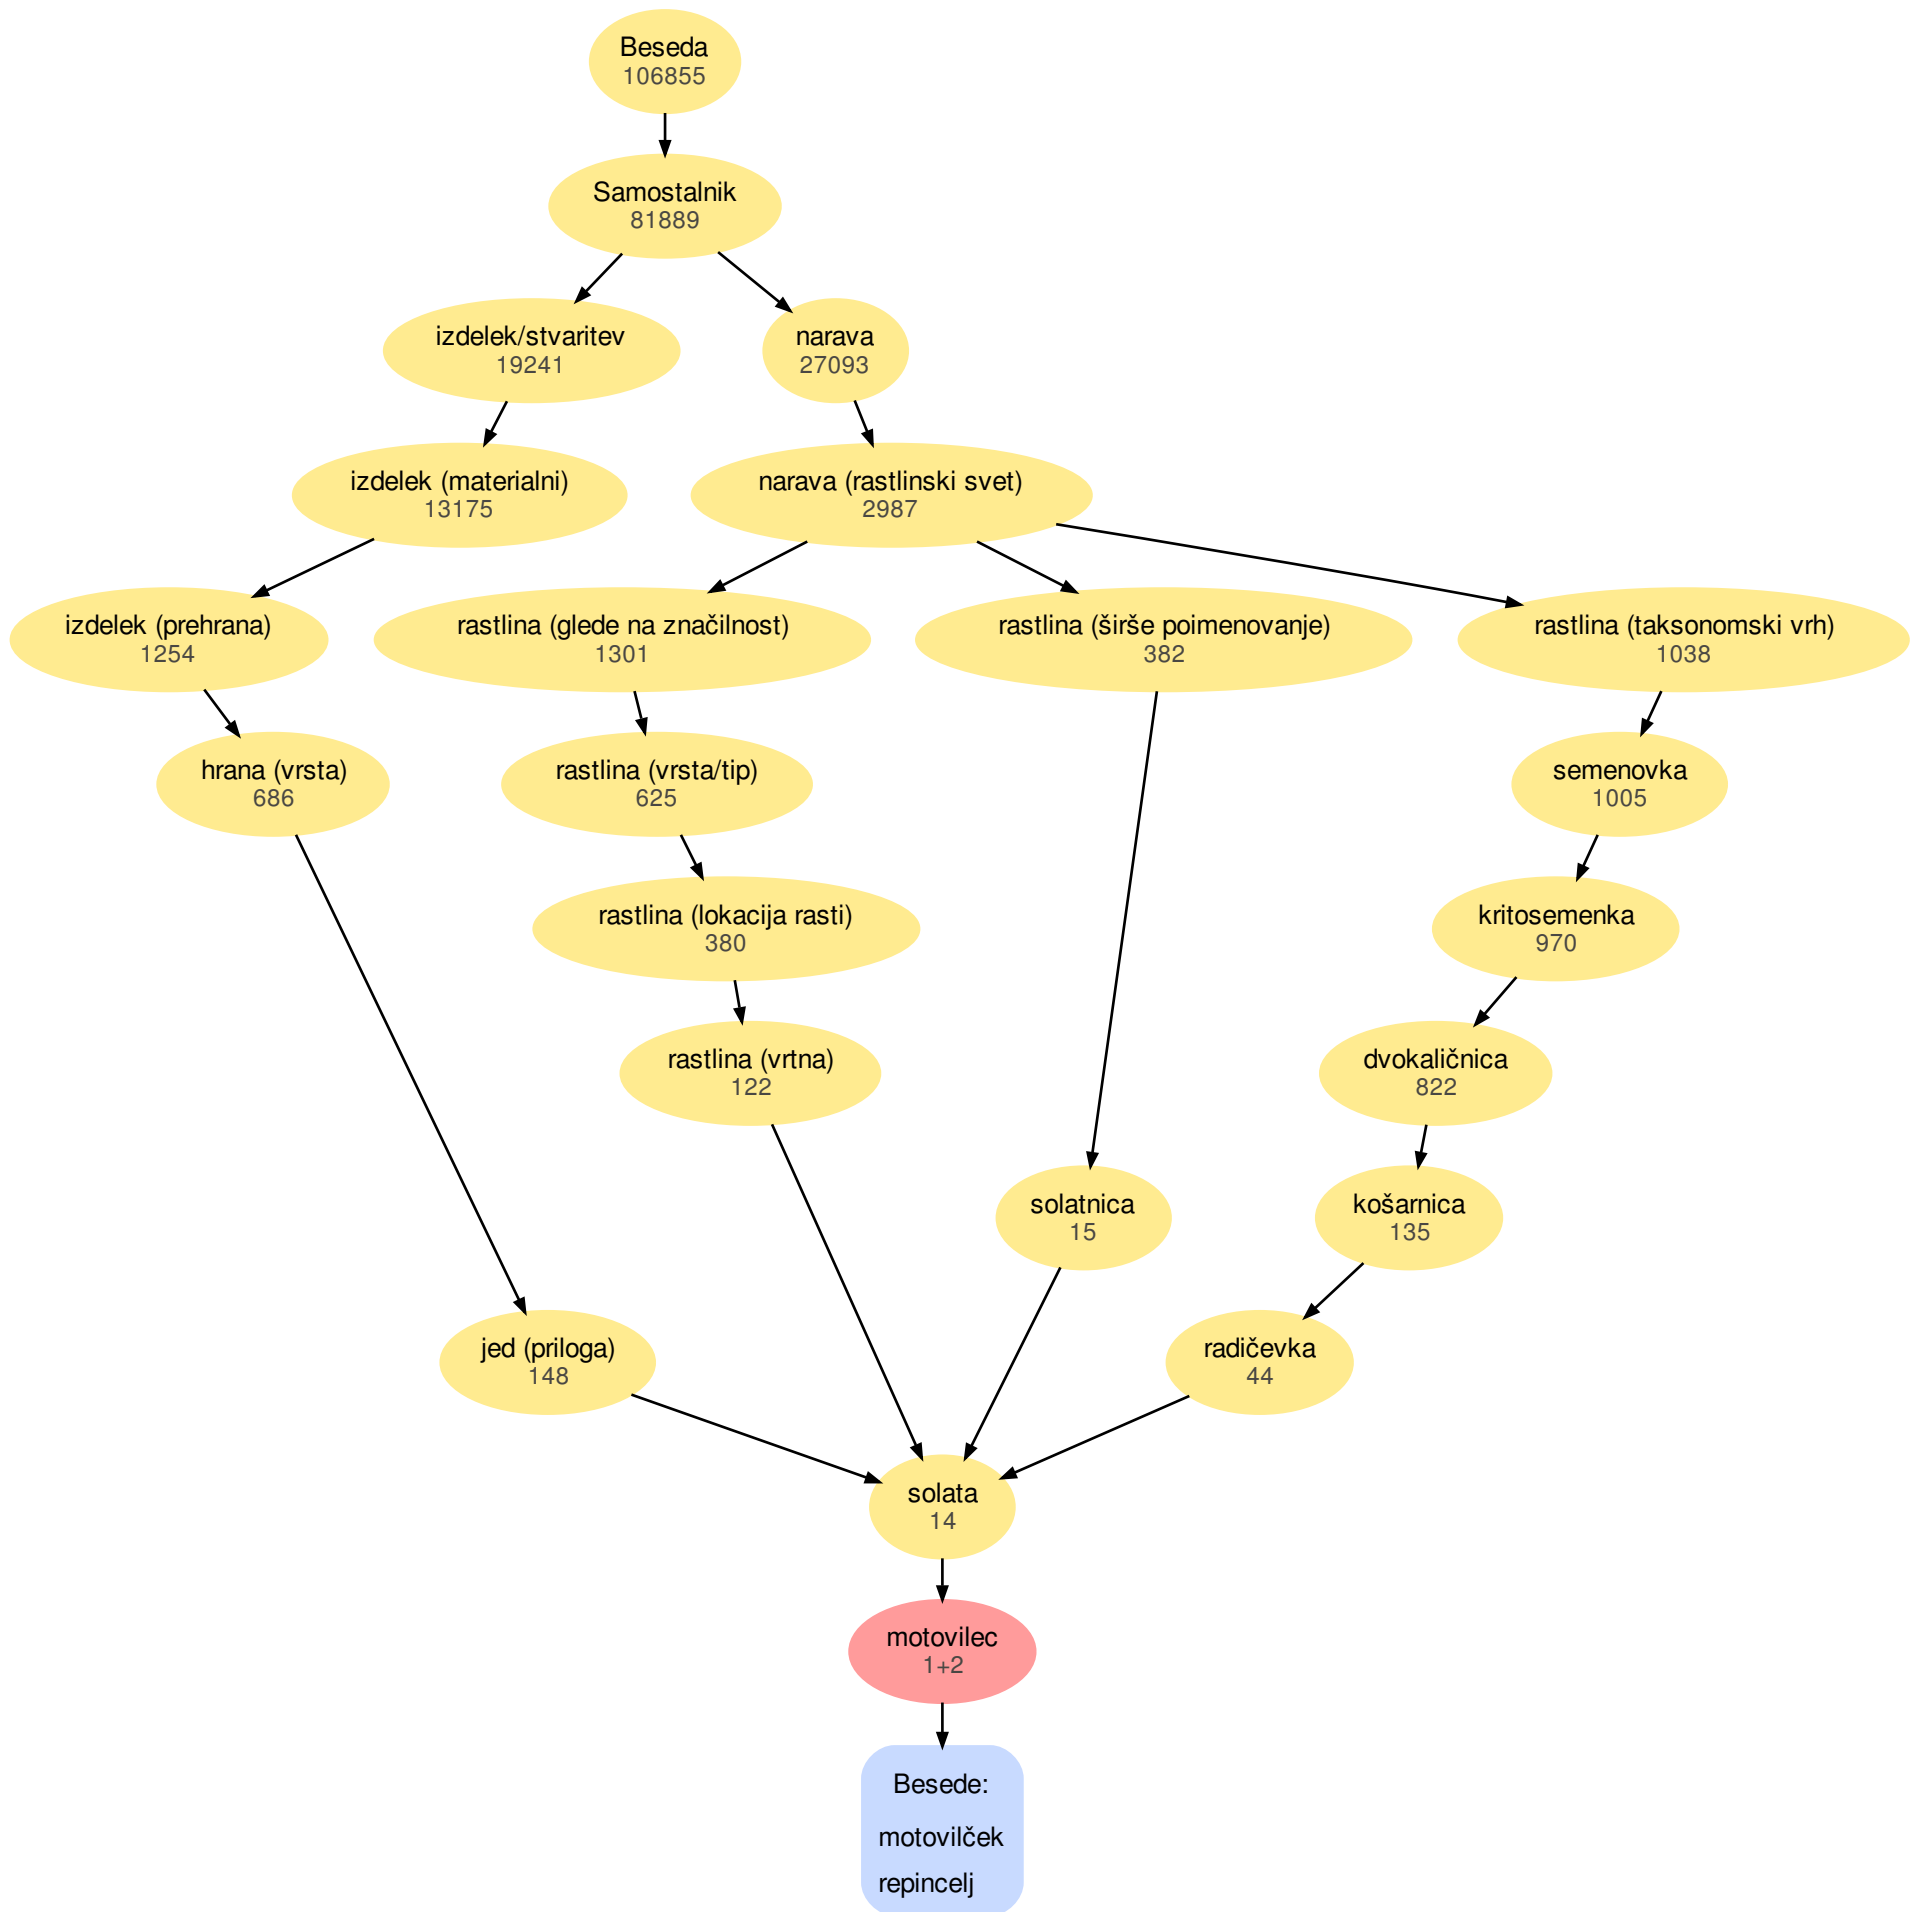 Beseda
106855
Samostalnik
81889
izdelek/stvaritev
19241
narava
27093
izdelek (materialni)
13175
narava (rastlinski svet)
2987
izdelek (prehrana)
1254
rastlina (glede na značilnost)
1301
rastlina (širše poimenovanje)
382
rastlina (taksonomski vrh)
1038
hrana (vrsta)
686
rastlina (vrsta/tip)
625
semenovka
1005
rastlina (lokacija rasti)
380
kritosemenka
970
rastlina (vrtna)
122
dvokaličnica
822
solatnica
15
košarnica
135
jed (priloga)
148
radičevka
44
solata
14
motovilec
1+2
Besede:
motovilček
repincelj